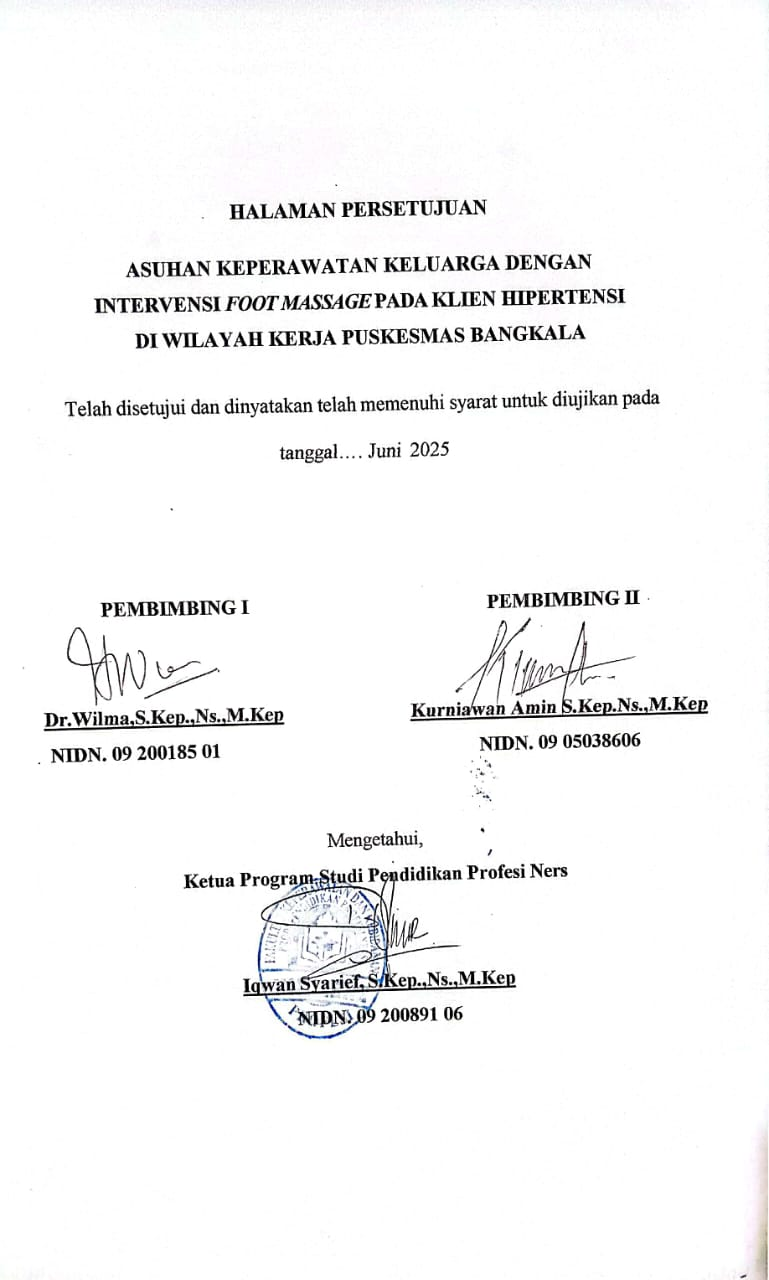 HALAMAN PERSETUJUAN
ASUHAN KEPERAWATAN KELUARGA DENGAN
INTERVENSI FOOT MASSAGE PADA KLIEN HIPERTENSI
DI WILAYAH KERJA PUSKESMAS BANGKALA
Telah disetujui dan dinyatakan telah memenuhi syarat untuk diujikan pada
tanggal.... Juni 2025
PEMBIMBING I
Dr.Wilma,S.Kep.,Ns.,M.Kep
NIDN. 09 200185 01
PEMBIMBING II
Kurniawan Amin S.Kep.Ns.,M.Kep
NIDN. 09 05038606
Mengetahui,
Ketua Program Studi Pendidikan Profesi Ners
Iqwan Syarief, S.Kep.,Ns.,M.Kep
NIDN. 09 200891 06